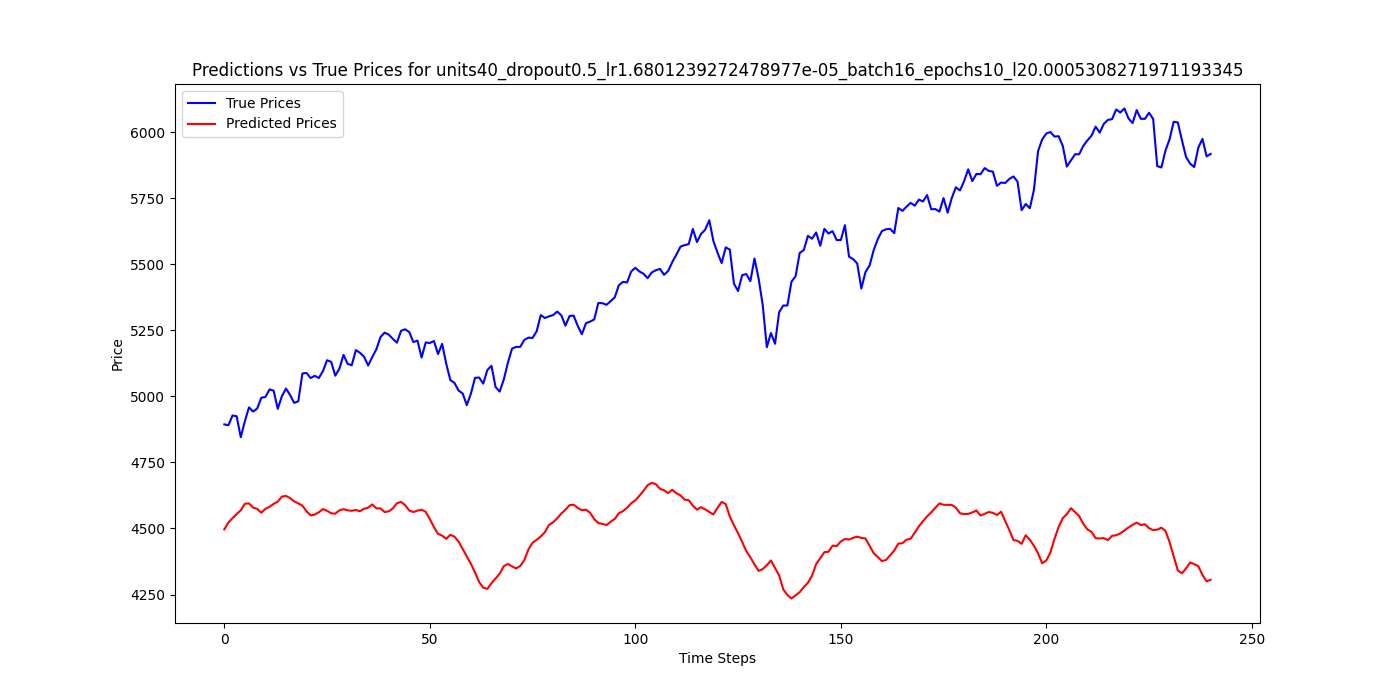 Predictions vs True Prices for units40_dropout0.5_lr1.6801239272478977e-05_batch16_epochs10_l20.0005308271971193345
True Prices
Predicted Prices
6000
5750
5500
5250
5000
4750
4500
4250
Price
0 50 100 150 200 250
Time Steps